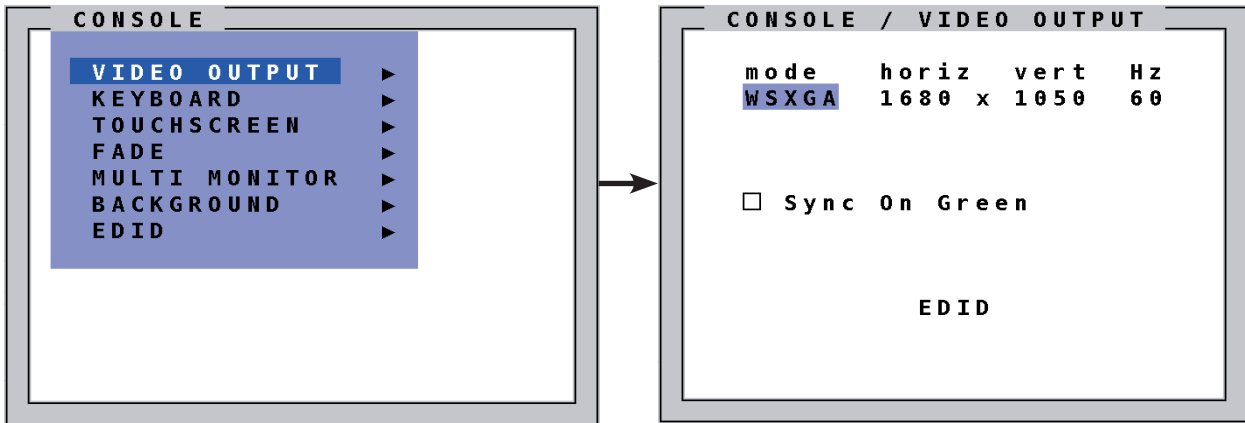 CONSOLE
VIDEO OUTPUT ►
KEYBOARD ►
TOUCHSCREEN ►
FADE ►
MULTI MONITOR ►
BACKGROUND ►
EDID ►
CONSOLE / VIDEO OUTPUT
mode horiz vert Hz
WSXGA 1680 x 1050 60
☐ Sync On Green
EDID